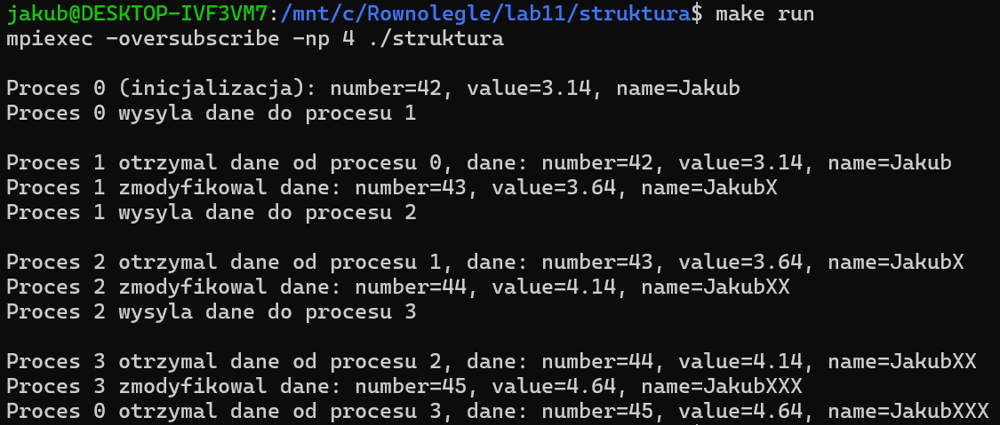 jakub@DESKTOP-IVF3VM7:/mnt/c/Rownolegle/lab11/struktura$ make run
mpiexec -oversubscribe -np 4 ./struktura
Proces 0 (inicjalizacja): number=42, value=3.14, name=Jakub
Proces 0 wysyla dane do procesu 1
Proces 1 otrzymal dane od procesu 0, dane: number=42, value=3.14, name=Jakub
Proces 1 zmodyfikowal dane: number=43, value=3.64, name=JakubX
Proces 1 wysyla dane do procesu 2
Proces 2 otrzymal dane od procesu 1, dane: number=43, value=3.64, name=JakubX
Proces 2 zmodyfikowal dane: number=44, value=4.14, name=JakubXX
Proces 2 wysyla dane do procesu 3
Proces 3 otrzymal dane od procesu 2, dane: number=44, value=4.14, name=JakubXX
Proces 3 zmodyfikowal dane: number=45, value=4.64, name=JakubXXX
Proces 0 otrzymal dane od procesu 3, dane: number=45, value=4.64, name=JakubXXX